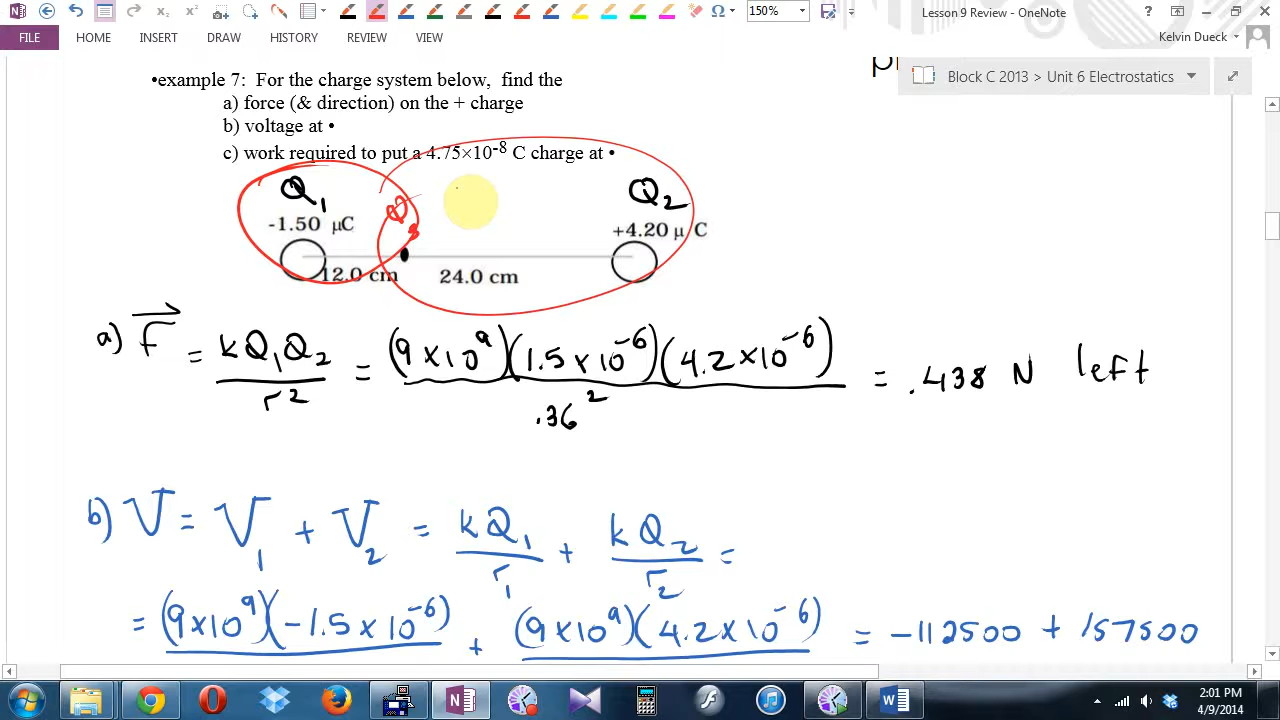 150%
Lesson 9 Review - OneNote
FILE HOME INSERT DRAW HISTORY REVIEW VIEW
Kelvin Dueck
Block C 2013 > Unit 6 Electrostatics
•example 7: For the charge system below, find the
a) force (& direction) on the + charge
b) voltage at •
c) work required to put a 4.75×10⁻⁸ C charge at •
Q₁ Q₃ Q₂
-1.50 μC +4.20 μ C
12.0 cm 24.0 cm
a) F⃗ = kQ₁Q₂ / r² = (9×10⁹)(1.5×10⁻⁶)(4.2×10⁻⁶) / .36² = .438 N left
b) V = V₁ + V₂ = kQ₁ / r₁ + kQ₂ / r₂ =
= (9×10⁹)(-1.5×10⁻⁶) + (9×10⁹)(4.2×10⁻⁶) = -112500 + 157500
2:01 PM
4/9/2014